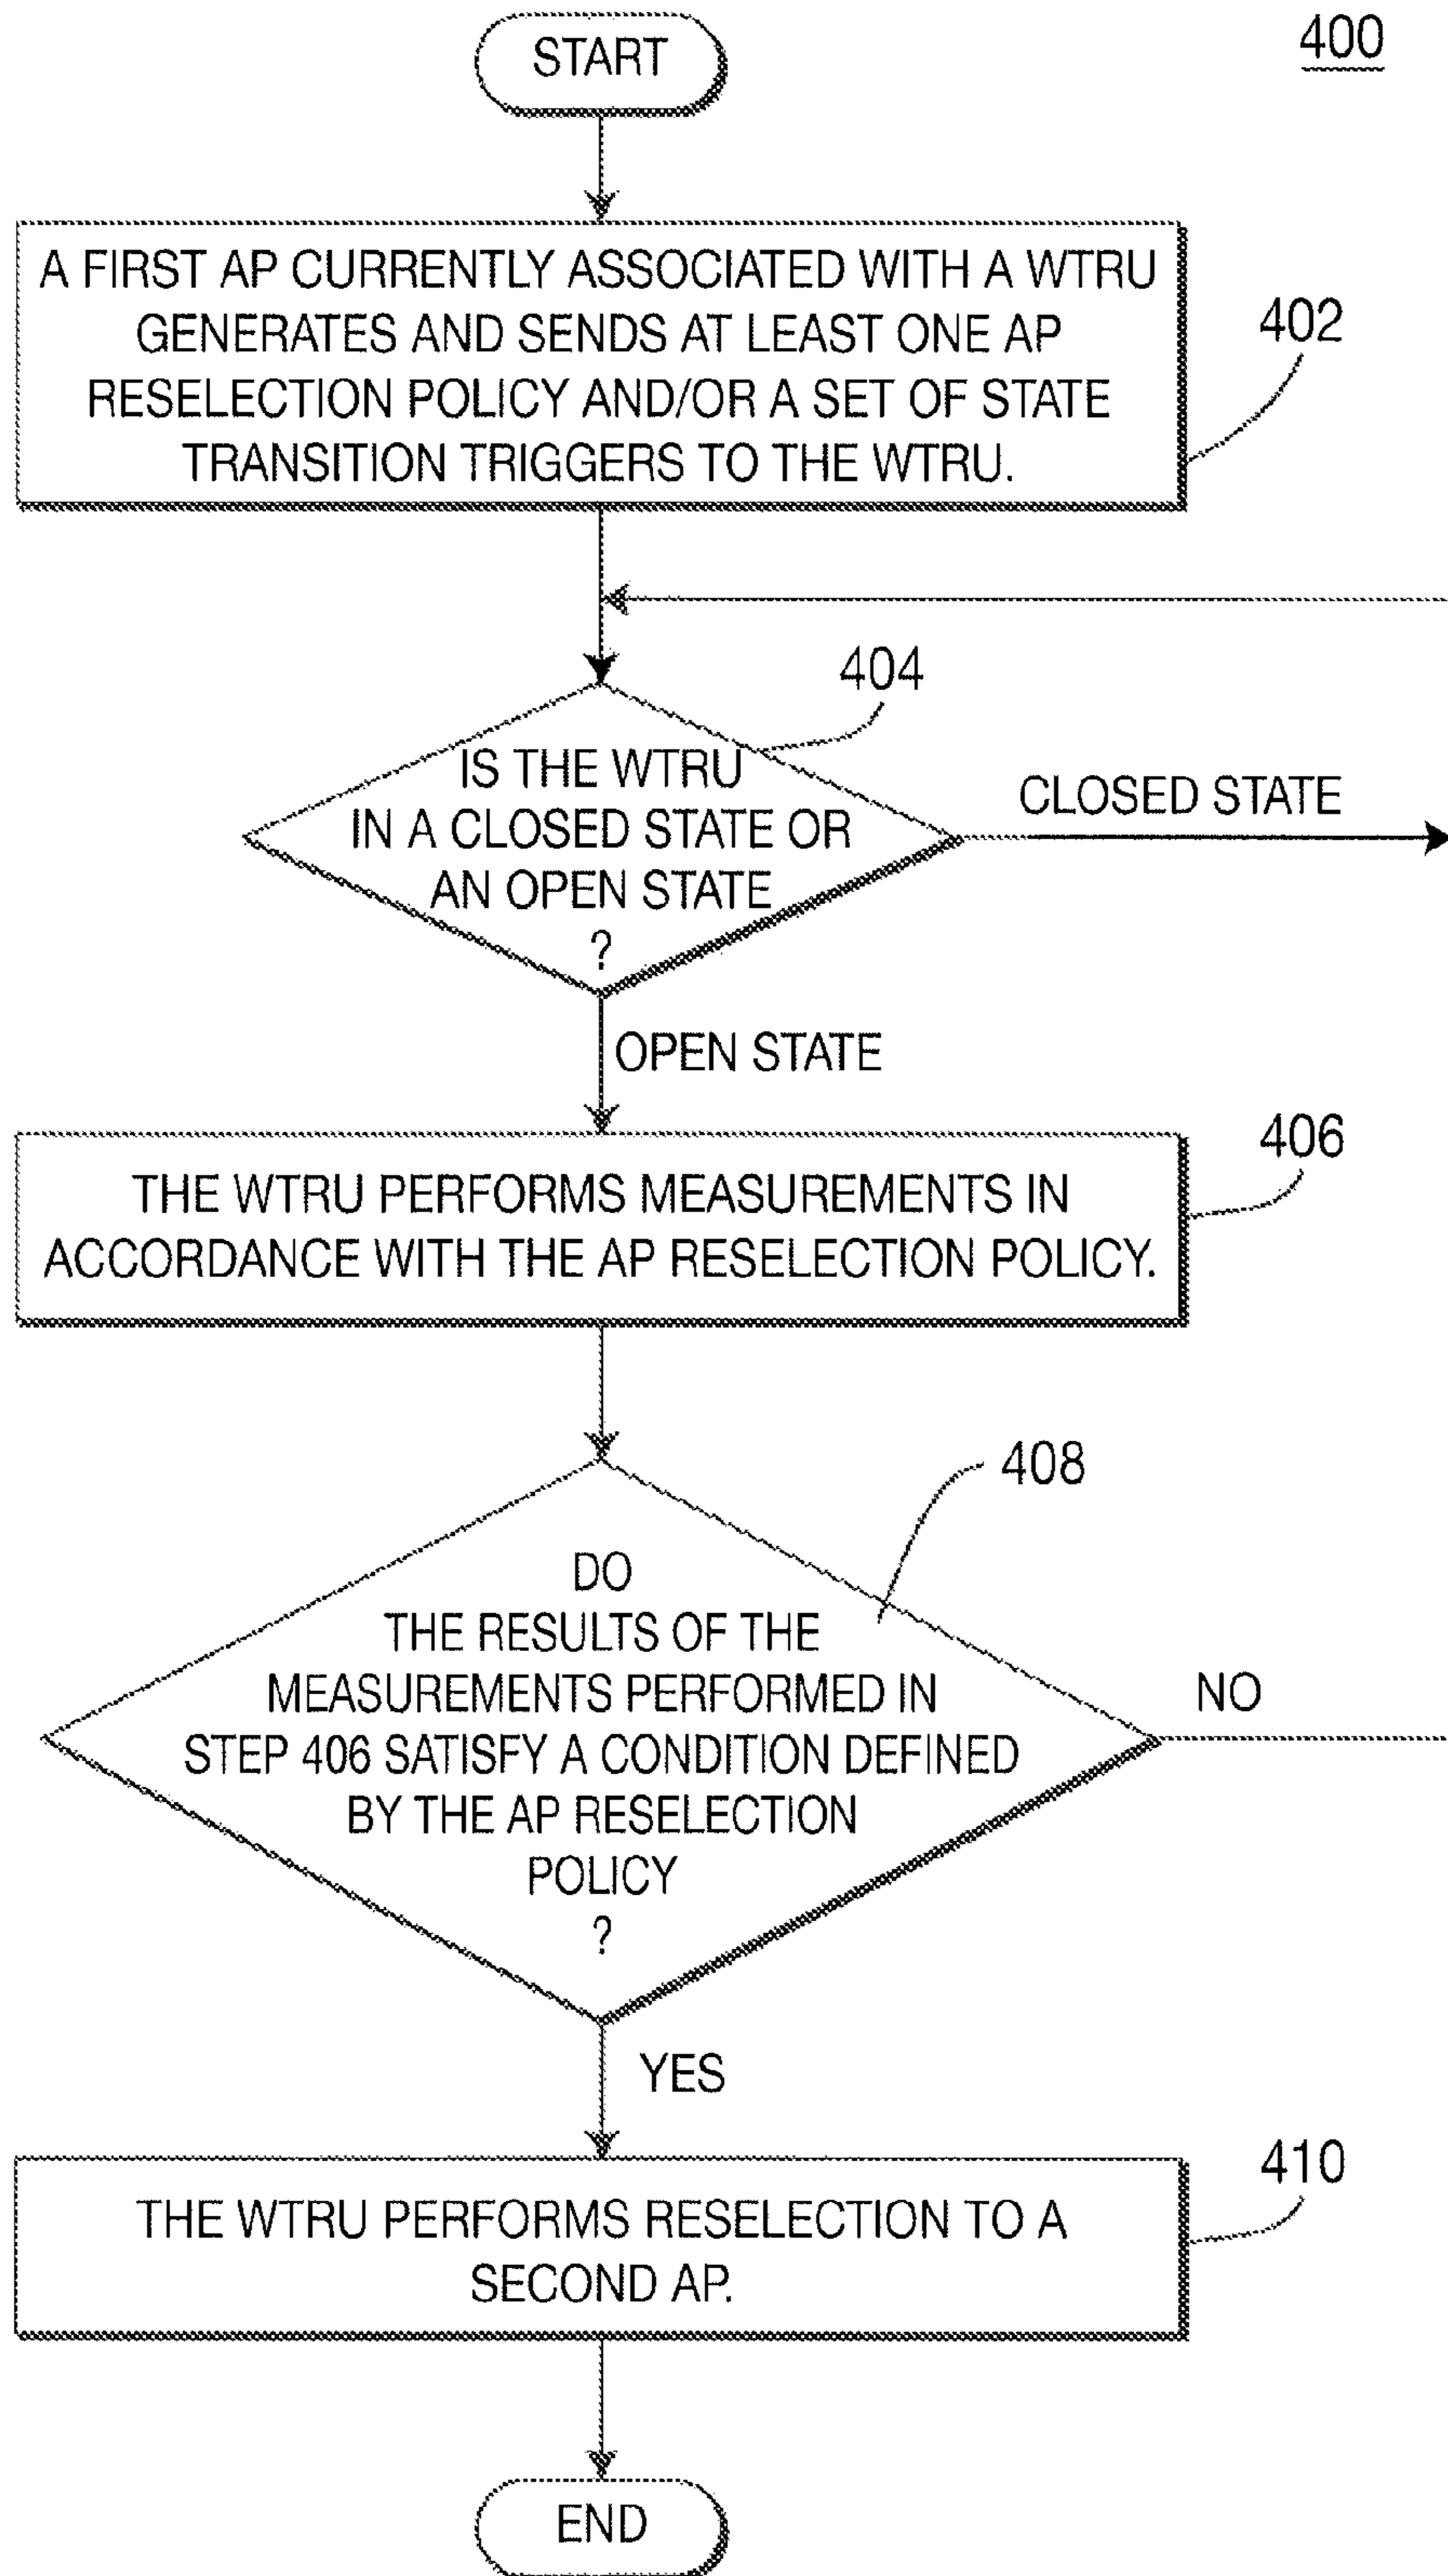 400
START
A FIRST AP CURRENTLY ASSOCIATED WITH A WTRU
GENERATES AND SENDS AT LEAST ONE AP
RESELECTION POLICY AND/OR A SET OF STATE
TRANSITION TRIGGERS TO THE WTRU.
402
404
IS THE WTRU
IN A CLOSED STATE OR
AN OPEN STATE
?
CLOSED STATE
OPEN STATE
406
THE WTRU PERFORMS MEASUREMENTS IN
ACCORDANCE WITH THE AP RESELECTION POLICY.
408
DO
THE RESULTS OF THE
MEASUREMENTS PERFORMED IN
STEP 406 SATISFY A CONDITION DEFINED
BY THE AP RESELECTION
POLICY
?
NO
YES
410
THE WTRU PERFORMS RESELECTION TO A
SECOND AP.
END